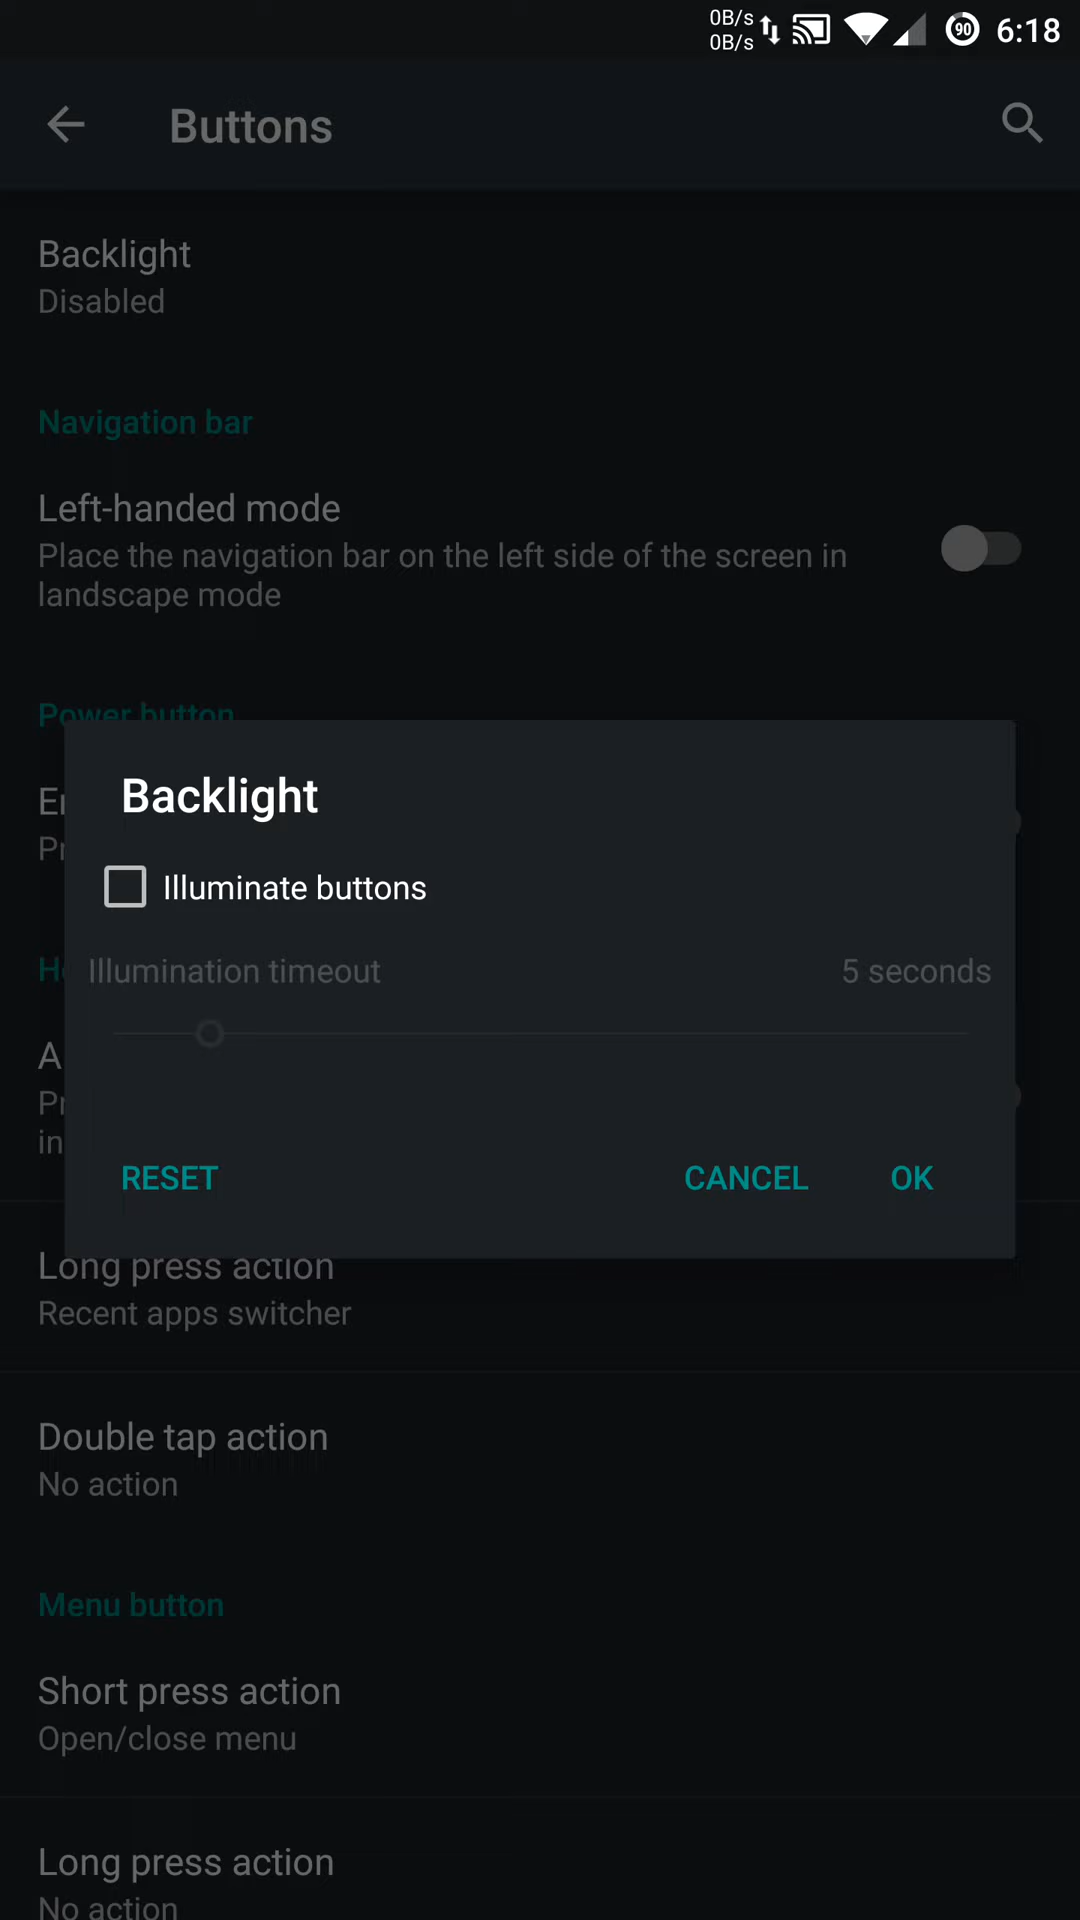 0B/s
0B/s
90
6:18
Buttons
Backlight
Disabled
Navigation bar
Left-handed mode
Place the navigation bar on the left side of the screen in
landscape mode
Power button
Backlight
Illuminate buttons
Illumination timeout
5 seconds
RESET
CANCEL
OK
Long press action
Recent apps switcher
Double tap action
No action
Menu button
Short press action
Open/close menu
Long press action
No action